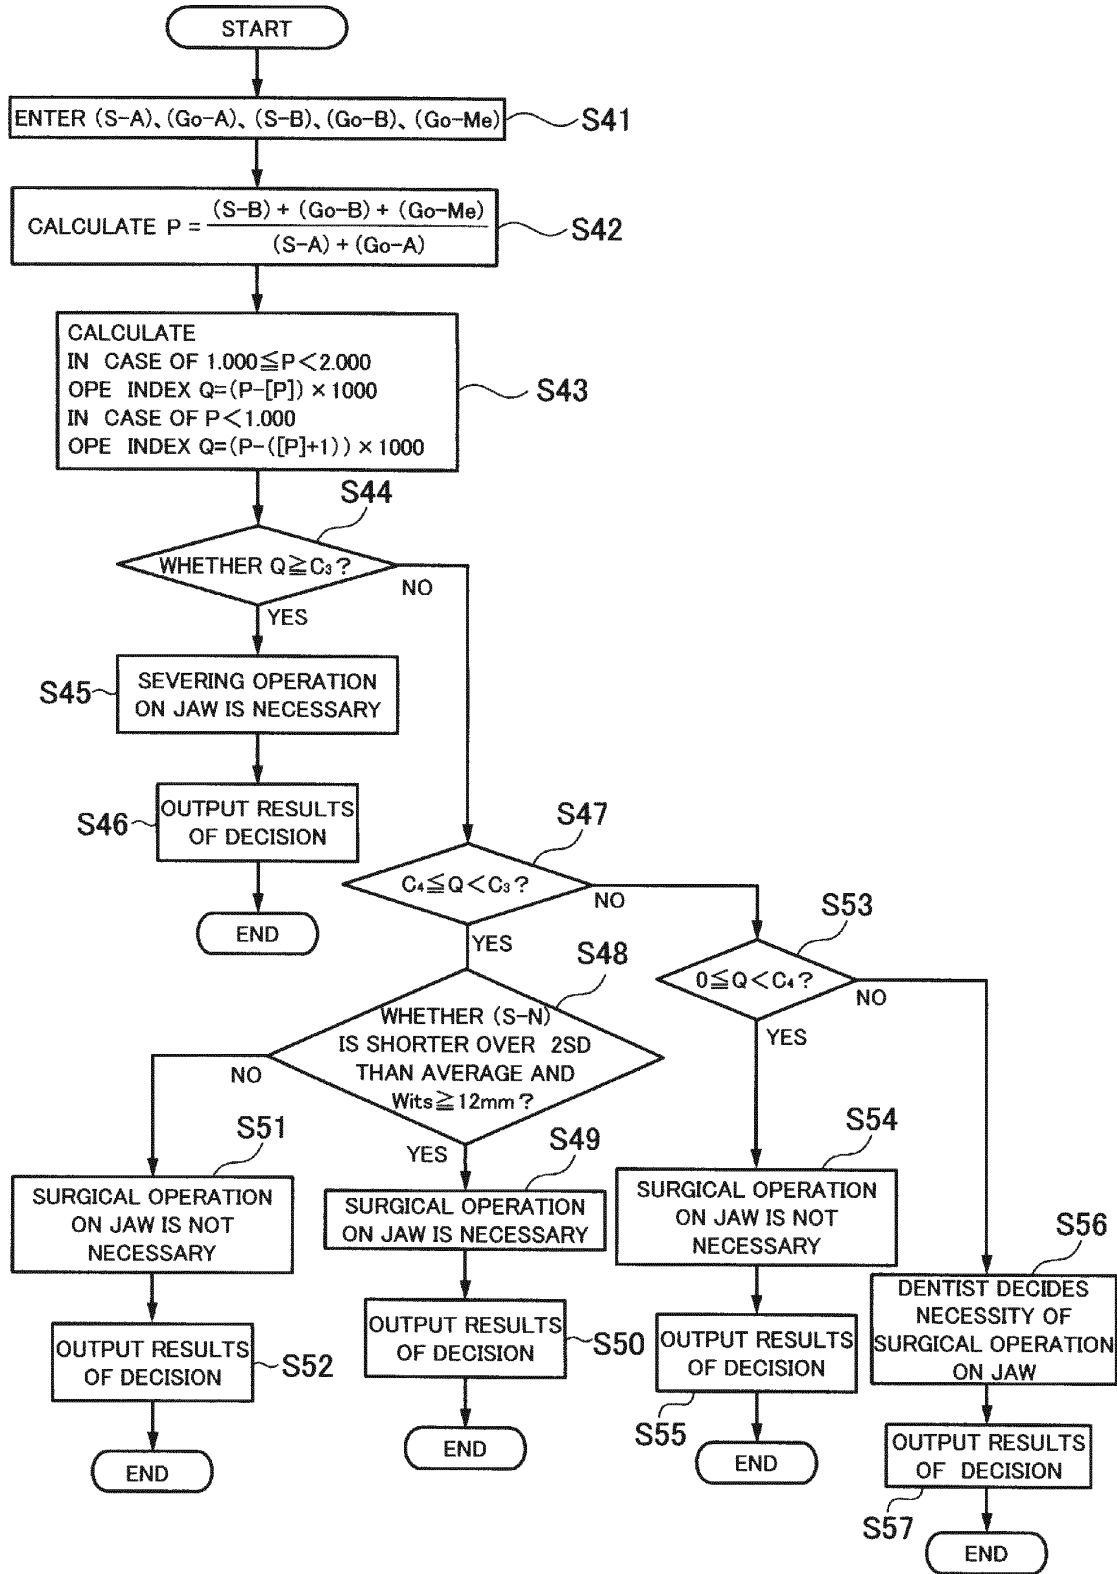 START
ENTER (S-A)、(Go-A)、(S-B)、(Go-B)、(Go-Me)
S41
CALCULATE P = (S-B) + (Go-B) + (Go-Me)
(S-A) + (Go-A)
S42
CALCULATE
IN CASE OF 1.000≦P<2.000
OPE INDEX Q=(P-[P])×1000
IN CASE OF P<1.000
OPE INDEX Q=(P-([P]+1))×1000
S43
S44
WHETHER Q≧C₃?
NO
YES
S45
SEVERING OPERATION
ON JAW IS NECESSARY
S46
OUTPUT RESULTS
OF DECISION
END
S47
C₄≦Q<C₃?
NO
YES
S48
WHETHER (S-N)
IS SHORTER OVER 2SD
THAN AVERAGE AND
Wits≧12mm?
NO
YES
S53
0≦Q<C₄?
NO
YES
S51
SURGICAL OPERATION
ON JAW IS NOT
NECESSARY
OUTPUT RESULTS
OF DECISION
S52
END
S49
SURGICAL OPERATION
ON JAW IS NECESSARY
OUTPUT RESULTS
OF DECISION
S50
END
S54
SURGICAL OPERATION
ON JAW IS NOT
NECESSARY
OUTPUT RESULTS
OF DECISION
S55
END
S56
DENTIST DECIDES
NECESSITY OF
SURGICAL OPERATION
ON JAW
OUTPUT RESULTS
OF DECISION
S57
END